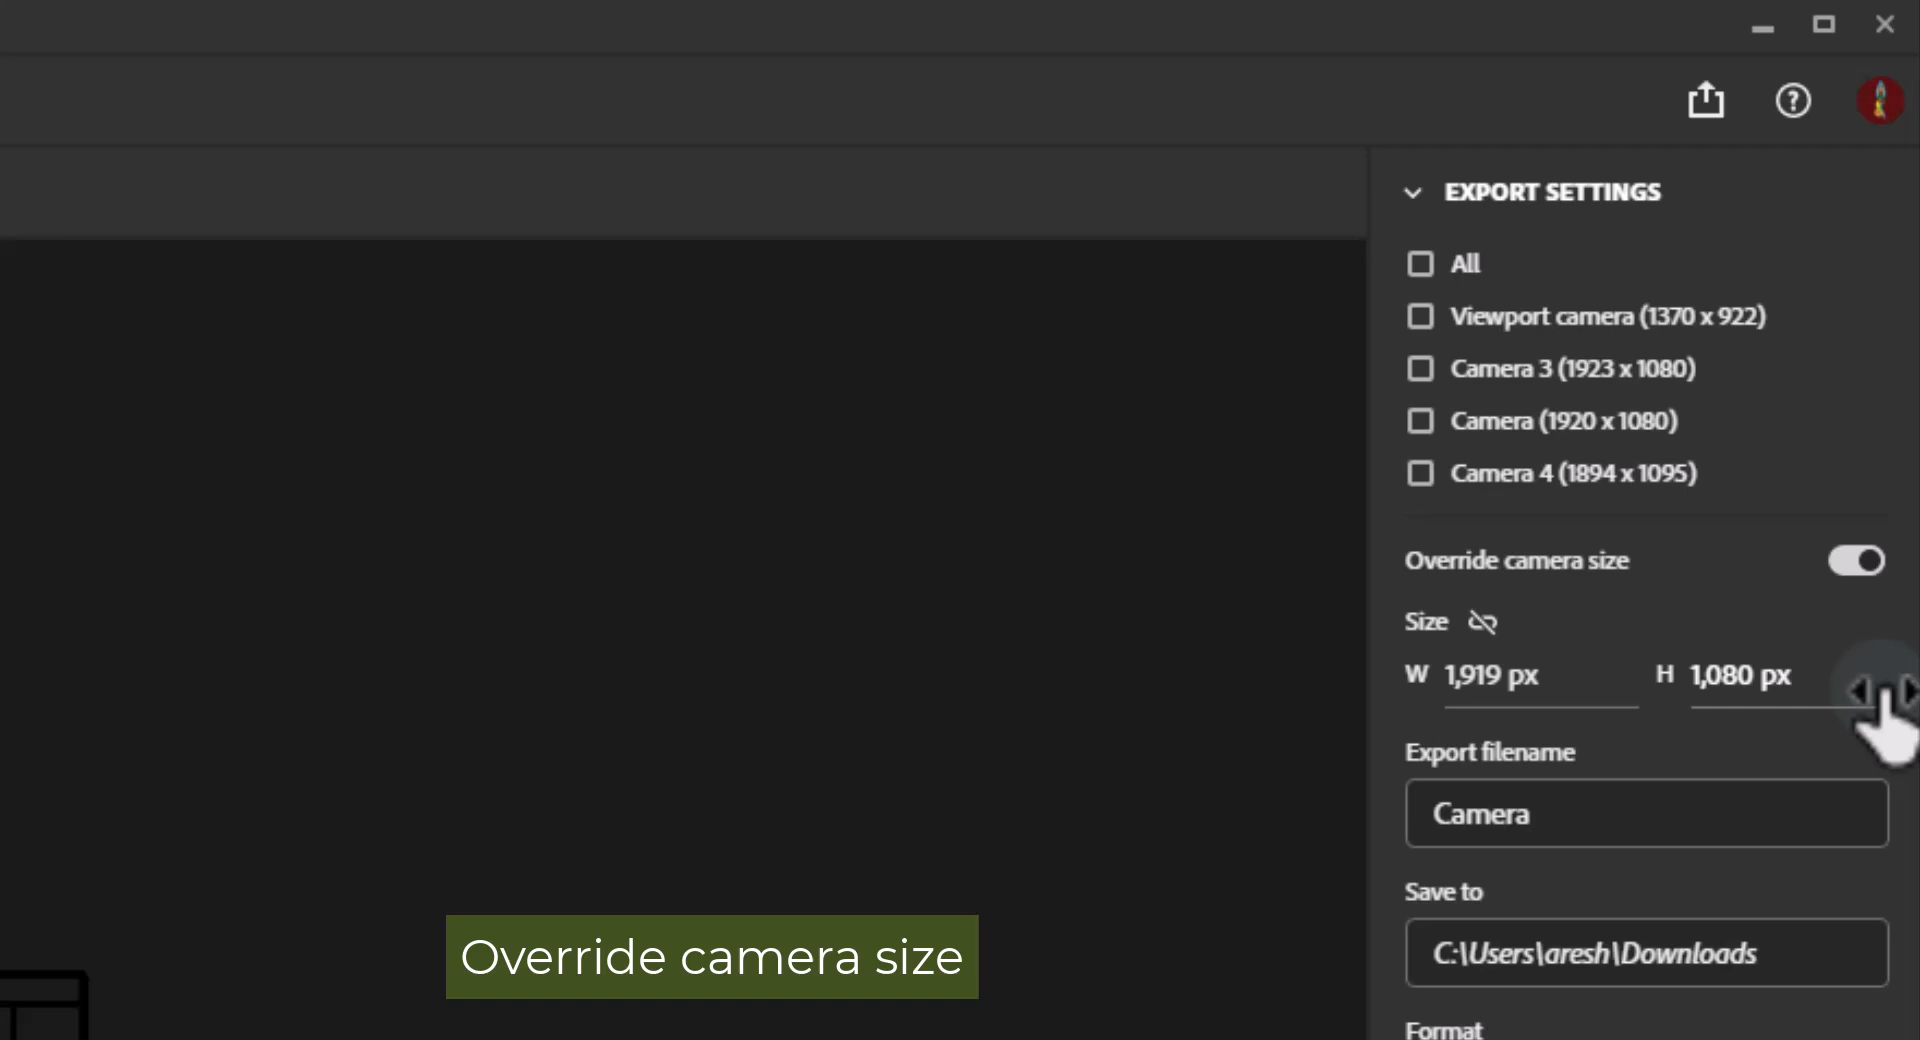 EXPORT SETTINGS
All
Viewport camera (1370 x 922)
Camera 3 (1923 x 1080)
Camera (1920 x 1080)
Camera 4 (1894 x 1095)
Override camera size
Size
W 1,919 px H 1,080 px
Export filename
Camera
Save to
C:\Users\aresh\Downloads
Format
Override camera size